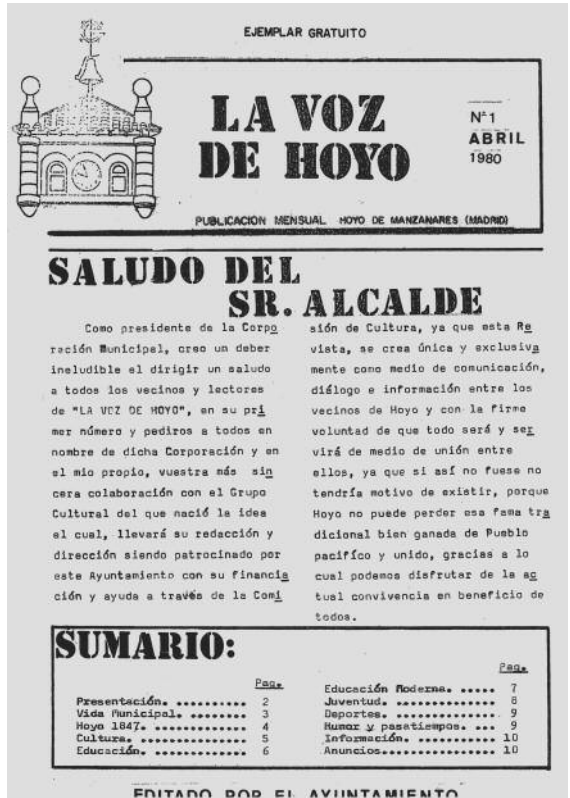 EJEMPLAR GRATUITO
LA VOZ
DE HOYO
Nº1
ABRIL
1980
PUBLICACION MENSUAL HOYO DE MANZANARES (MADRID)
SALUDO DEL
SR. ALCALDE
Como presidente de la Corpo
ración Municipal, creo un deber
ineludible el dirigir un saludo
a todos los vecinos y lectores
de "LA VOZ DE HOYO", en su pri
mer número y pediros a todos en
nombre de dicha Corporación y en
el mio propio, vuestra más sin
cera colaboración con el Grupo
Cultural del que nació la idea
el cual, llevará su redacción y
dirección siendo patrocinado por
este Ayuntamiento con su financia
ción y ayuda a través de la Comi
sión de Cultura, ya que esta Re
vista, se crea única y exclusiva
mente como medio de comunicación,
diálogo e información entre los
vecinos de Hoyo y con la firme
voluntad de que todo será y ser
virá de medio de unión entre
ellos, ya que si así no fuese no
tendría motivo de existir, porque
Hoyo no puede perder esa fama tra
dicional bien ganada de Pueblo
pacifíco y unido, gracias a lo
cual podemos disfrutar de la ac
tual convivencia en beneficio de
todos.
SUMARIO:
Pag.
Presentación. .......... 2
Vida Municipal. ........ 3
Hoyo 1847. ............. 4
Cultura. ............... 5
Educación. ............. 6
Pag.
Educación Moderna. ..... 7
Juventud. .............. 8
Deportes. .............. 9
Humor y pasatiempos. ... 9
Información. ........... 10
Anuncios. .............. 10
EDITADO POR EL AYUNTAMIENTO